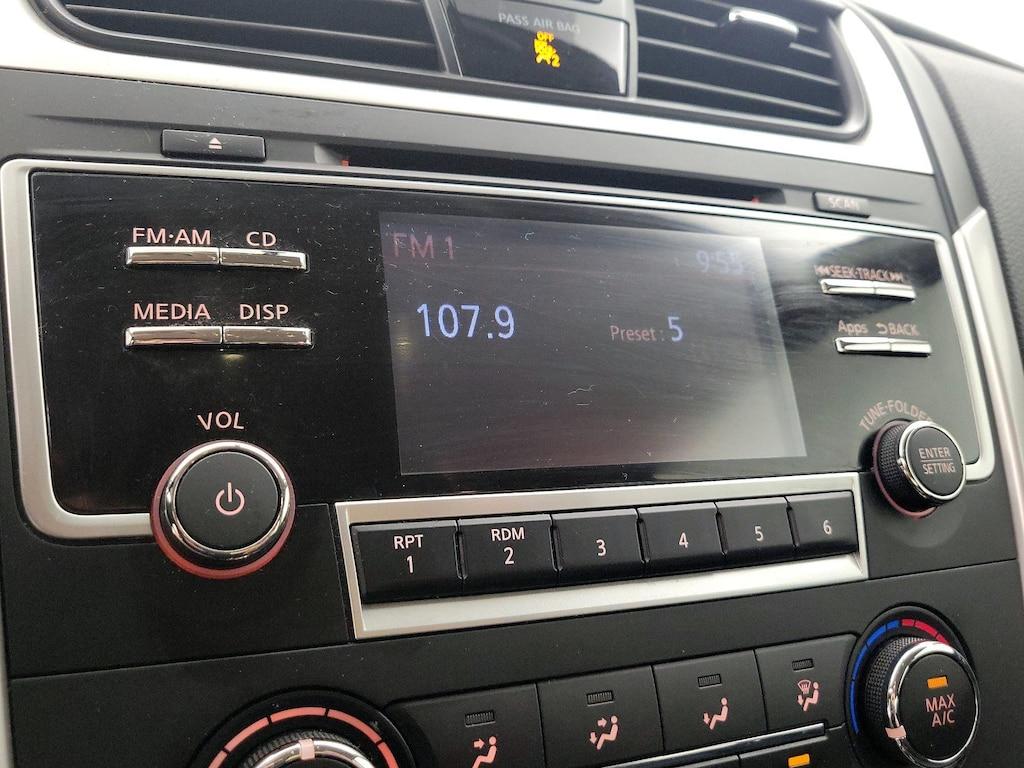 PASS AIR BAG
OFF
2
SCAN
FM·AM CD
MEDIA DISP
VOL
FM 1
9:55
107.9
Preset : 5
SEEK·TRACK
Apps BACK
TUNE·FOLDER
ENTER
SETTING
RPT
1
RDM
2
3
4
5
6
MAX
A/C